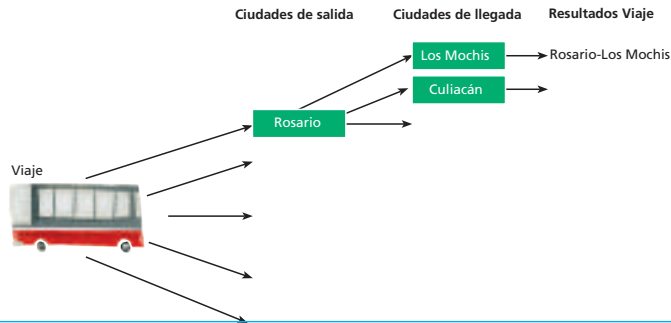 Ciudades de salida Ciudades de llegada Resultados Viaje
Los Mochis Rosario-Los Mochis
Culiacán
Rosario
Viaje